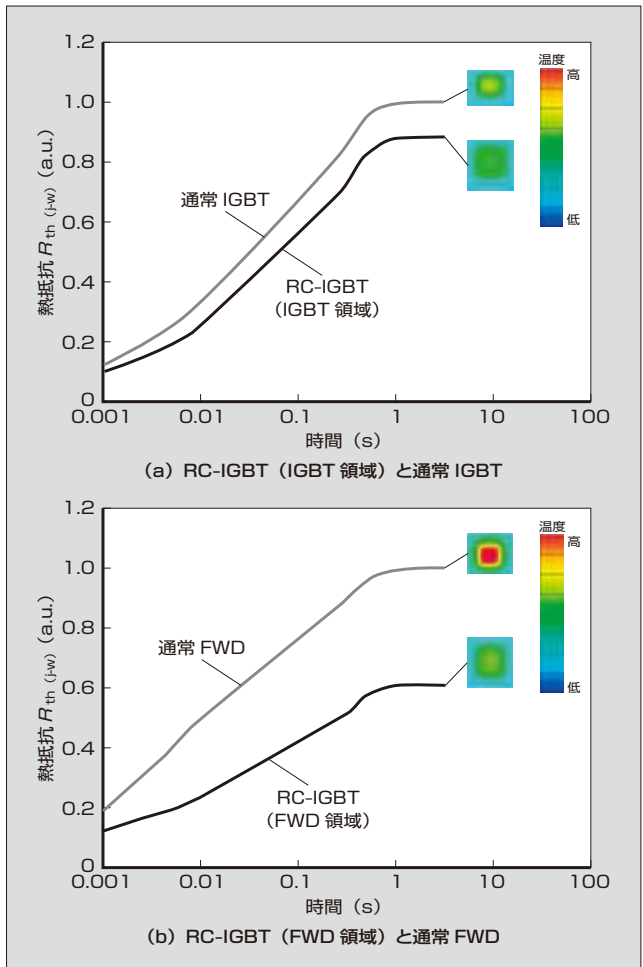 1.2
1.0
0.8
0.6
0.4
0.2
0
熱抵抗 Rth (j-w) (a.u.)
通常 IGBT
RC-IGBT
(IGBT 領域)
温度
高
低
0.001 0.01 0.1 1 10 100
時間 (s)
(a) RC-IGBT (IGBT 領域) と通常 IGBT
1.2
1.0
0.8
0.6
0.4
0.2
0
熱抵抗 Rth (j-w) (a.u.)
通常 FWD
RC-IGBT
(FWD 領域)
温度
高
低
0.001 0.01 0.1 1 10 100
時間 (s)
(b) RC-IGBT (FWD 領域) と通常 FWD